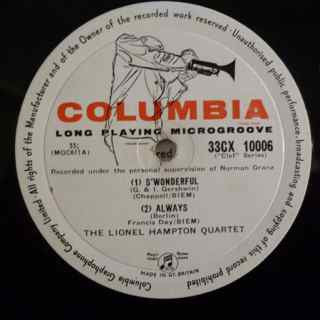 All rights of the Manufacturer and of the Owner of the recorded work reserved · Unauthorised public performance, broadcasting and copying of this record prohibited
COLUMBIA
LONG PLAYING MICROGROOVE
33⅓
33CX 10006
("Clef" Series)
Recorded under the personal supervision of Norman Granz
(1) S'WONDERFUL
(G. & I. Gershwin)
(Chappell/BIEM)
(2) ALWAYS
(Berlin)
Francis Day/BIEM)
THE LIONEL HAMPTON QUARTET
MADE IN GT. BRITAIN
Columbia Graphophone Company Limited